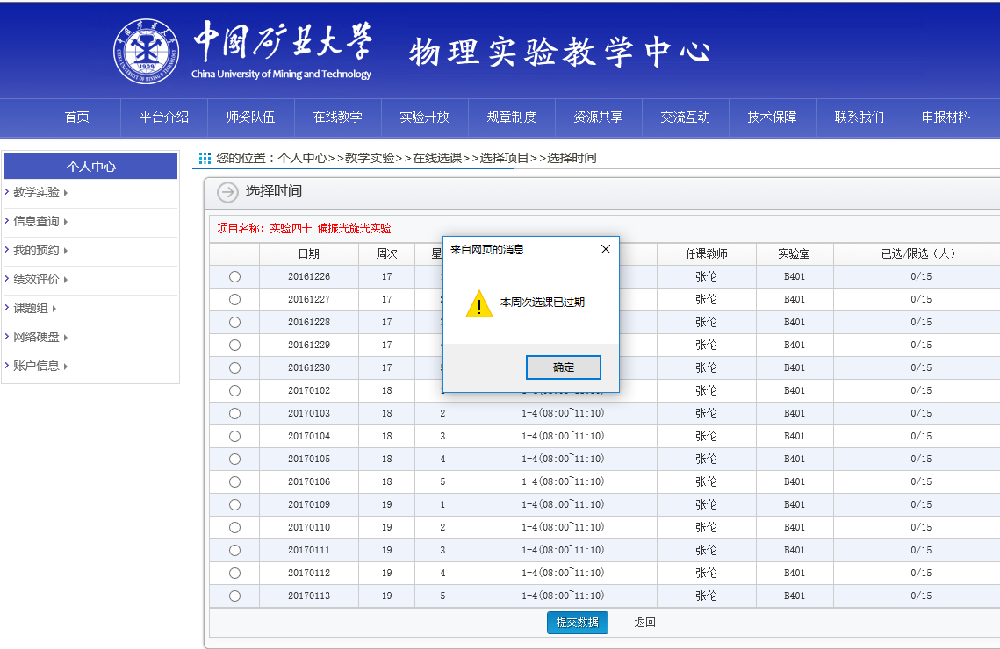 中国矿业大学 物理实验教学中心
China University of Mining and Technology
1909
首页 平台介绍 师资队伍 在线教学 实验开放 规章制度 资源共享 交流互动 技术保障 联系我们 申报材料
个人中心
教学实验
信息查询
我的预约
绩效评价
课题组
网络硬盘
账户信息
您的位置：个人中心>>教学实验>>在线选课>>选择项目>>选择时间
选择时间
项目名称：实验四十 偏振光旋光实验
日期 周次 星 任课教师 实验室 已选/限选（人）
20161226 17 张伦 B401 0/15
20161227 17 张伦 B401 0/15
20161228 17 张伦 B401 0/15
20161229 17 张伦 B401 0/15
20161230 17 张伦 B401 0/15
20170102 18 张伦 B401 0/15
20170103 18 2 1-4(08:00~11:10) 张伦 B401 0/15
20170104 18 3 1-4(08:00~11:10) 张伦 B401 0/15
20170105 18 4 1-4(08:00~11:10) 张伦 B401 0/15
20170106 18 5 1-4(08:00~11:10) 张伦 B401 0/15
20170109 19 1 1-4(08:00~11:10) 张伦 B401 0/15
20170110 19 2 1-4(08:00~11:10) 张伦 B401 0/15
20170111 19 3 1-4(08:00~11:10) 张伦 B401 0/15
20170112 19 4 1-4(08:00~11:10) 张伦 B401 0/15
20170113 19 5 1-4(08:00~11:10) 张伦 B401 0/15
提交数据 返回
来自网页的消息
本周次选课已过期
确定